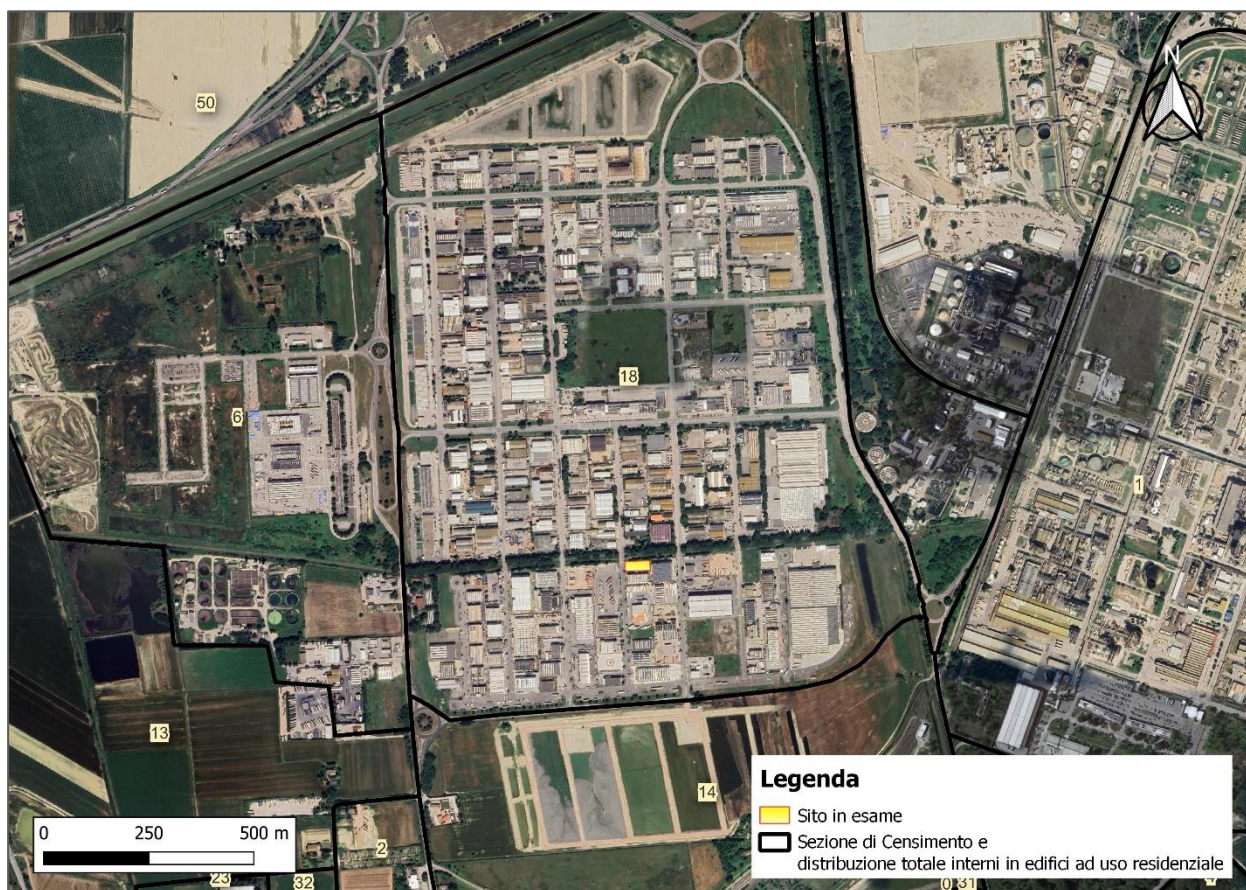 N
50
18
6
1
13
14
2
23
32
0
31
Legenda
Sito in esame
Sezione di Censimento e
distribuzione totale interni in edifici ad uso residenziale
0 250 500 m